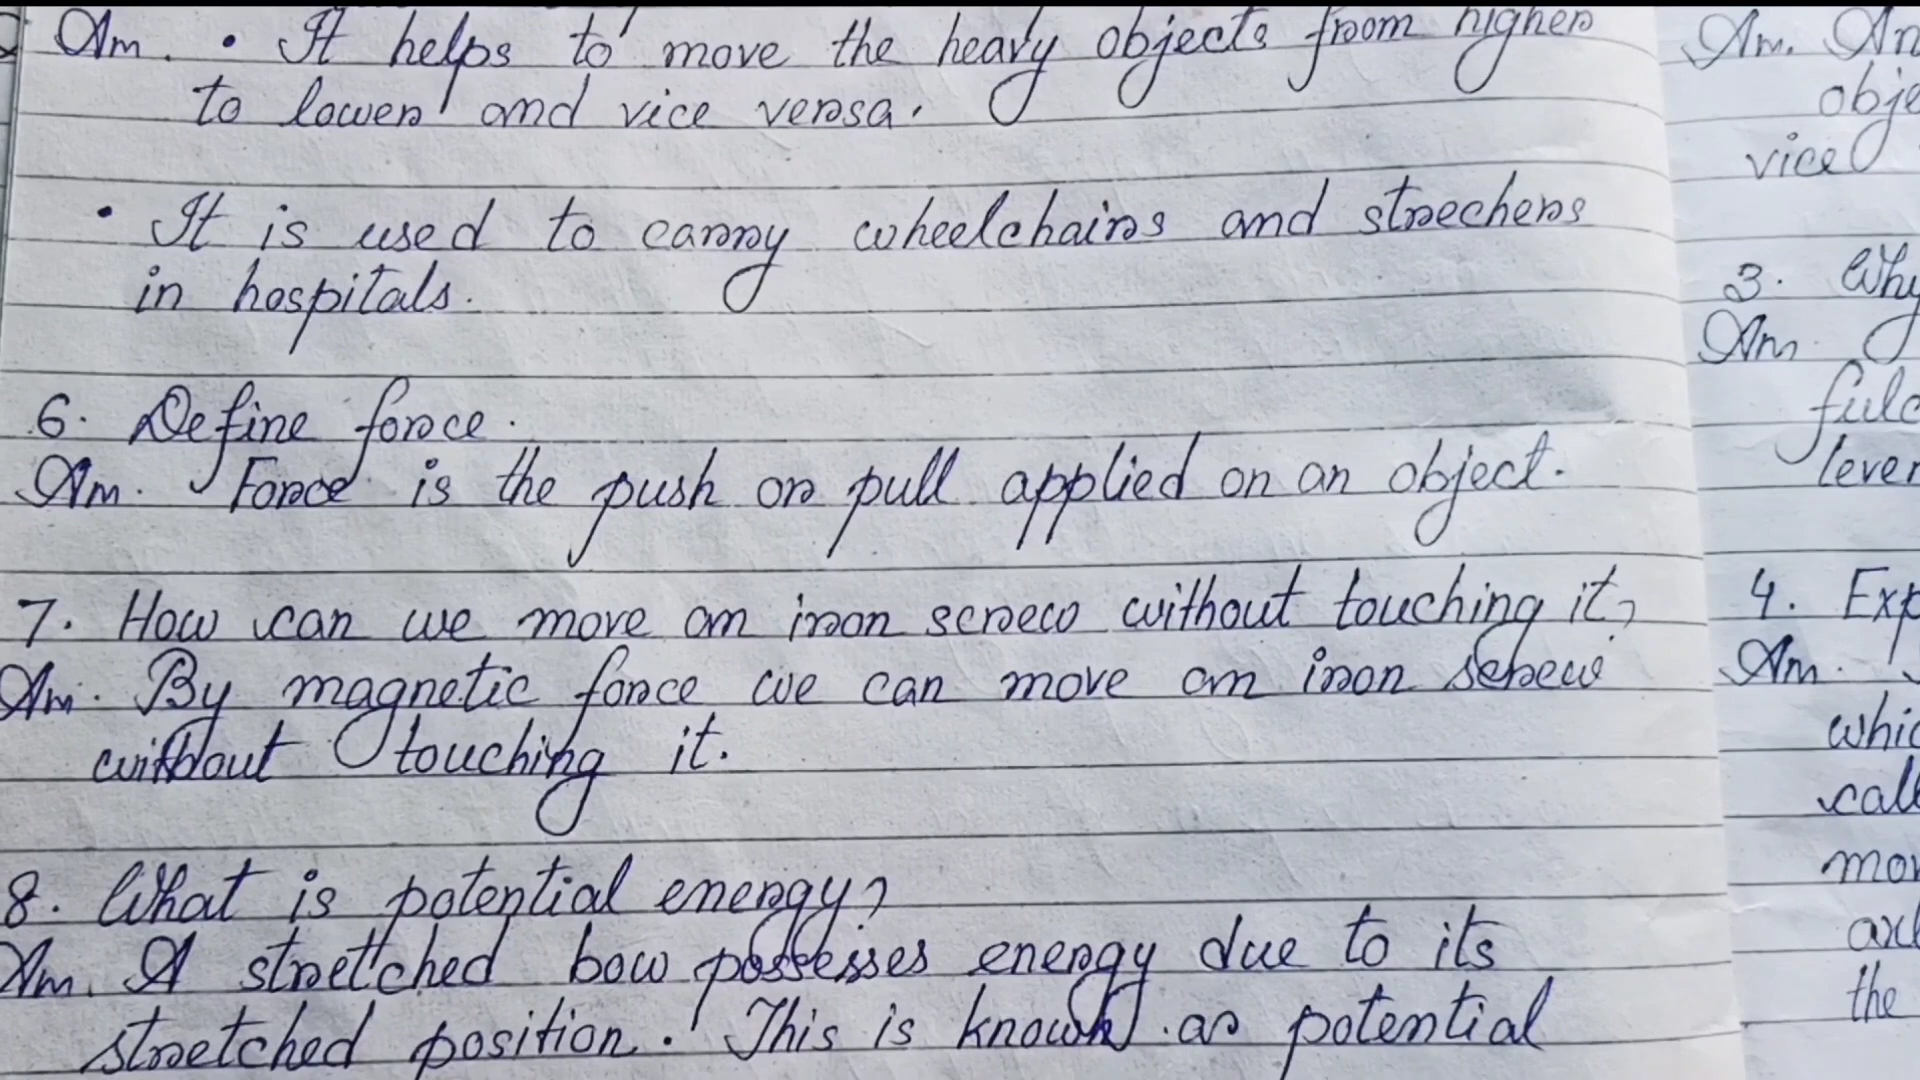 Ans. • It helps to move the heavy objects from higher
to lower and vice versa.
• It is used to carry wheelchairs and strechers
in hospitals.
6. Define force.
Ans. Force is the push or pull applied on an object.
7. How can we move an iron screw without touching it?
Ans. By magnetic force we can move an iron screw
without touching it.
8. What is potential energy?
Ans. A stretched bow possesses energy due to its
stretched position. This is known as potential
Ans. An
obje
vice
3. Why
Ans
fulc
lever
4. Exp
Ans.
whic
call
mov
the